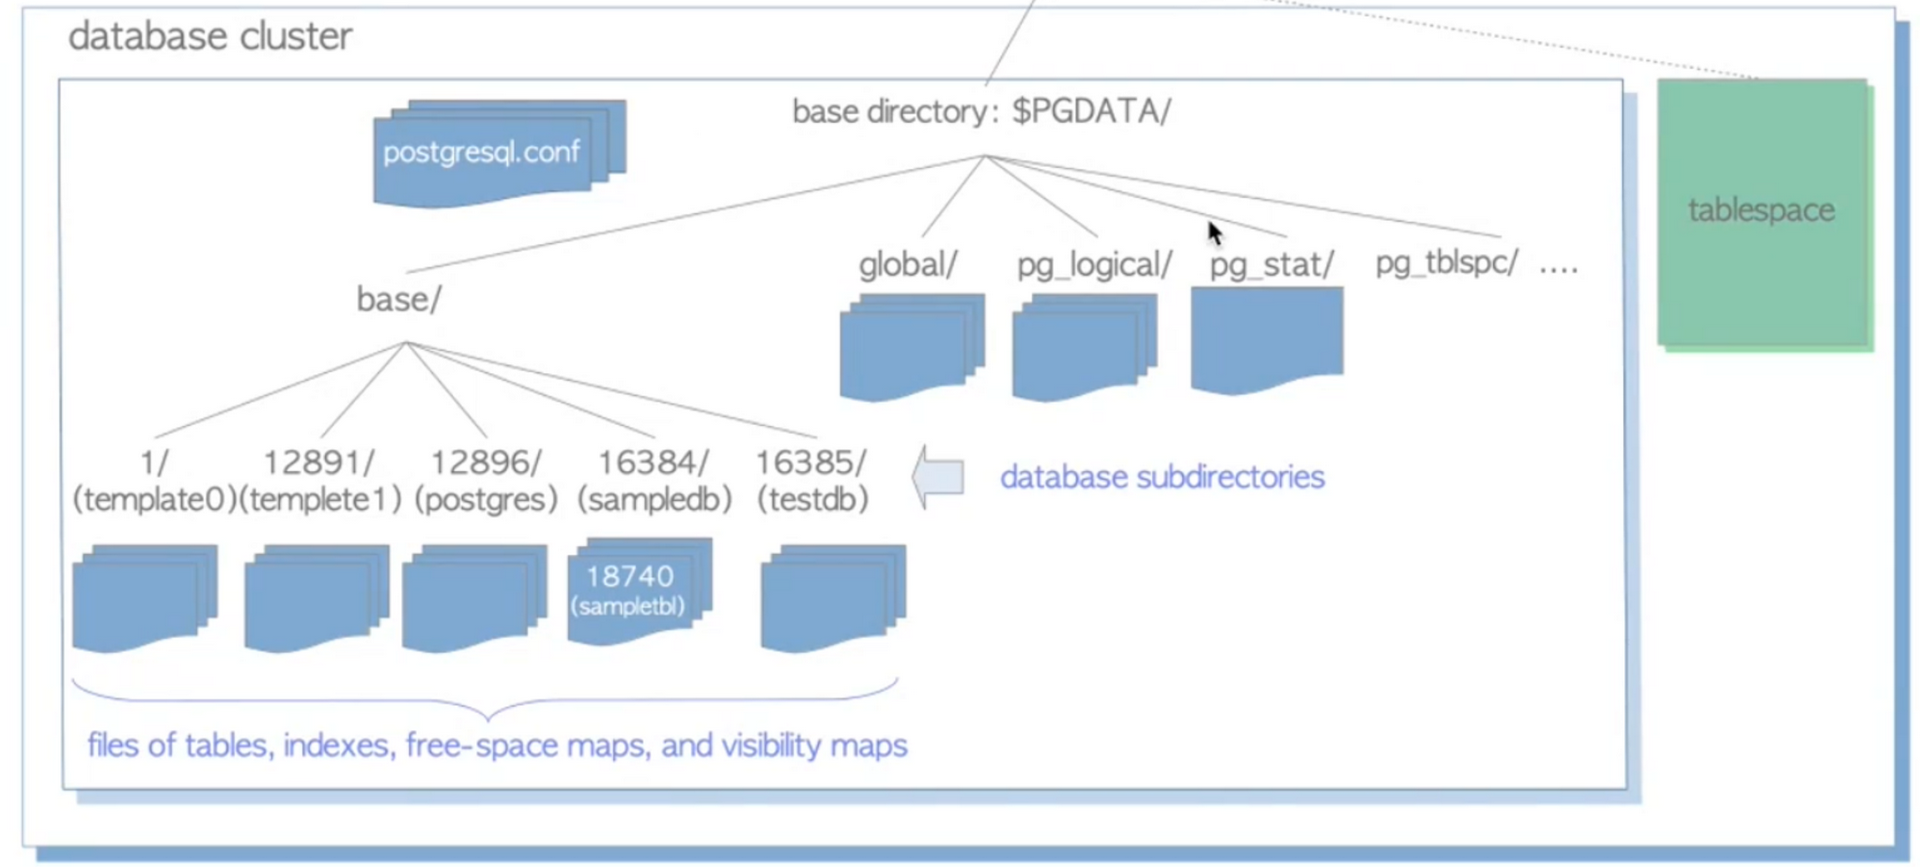 database cluster
base directory: $PGDATA/
postgresql.conf
tablespace
global/
pg_logical/
pg_stat/
pg_tblspc/ ....
base/
1/
(template0)
12891/
(templete1)
12896/
(postgres)
16384/
(sampledb)
16385/
(testdb)
database subdirectories
18740
(sampletbl)
files of tables, indexes, free-space maps, and visibility maps